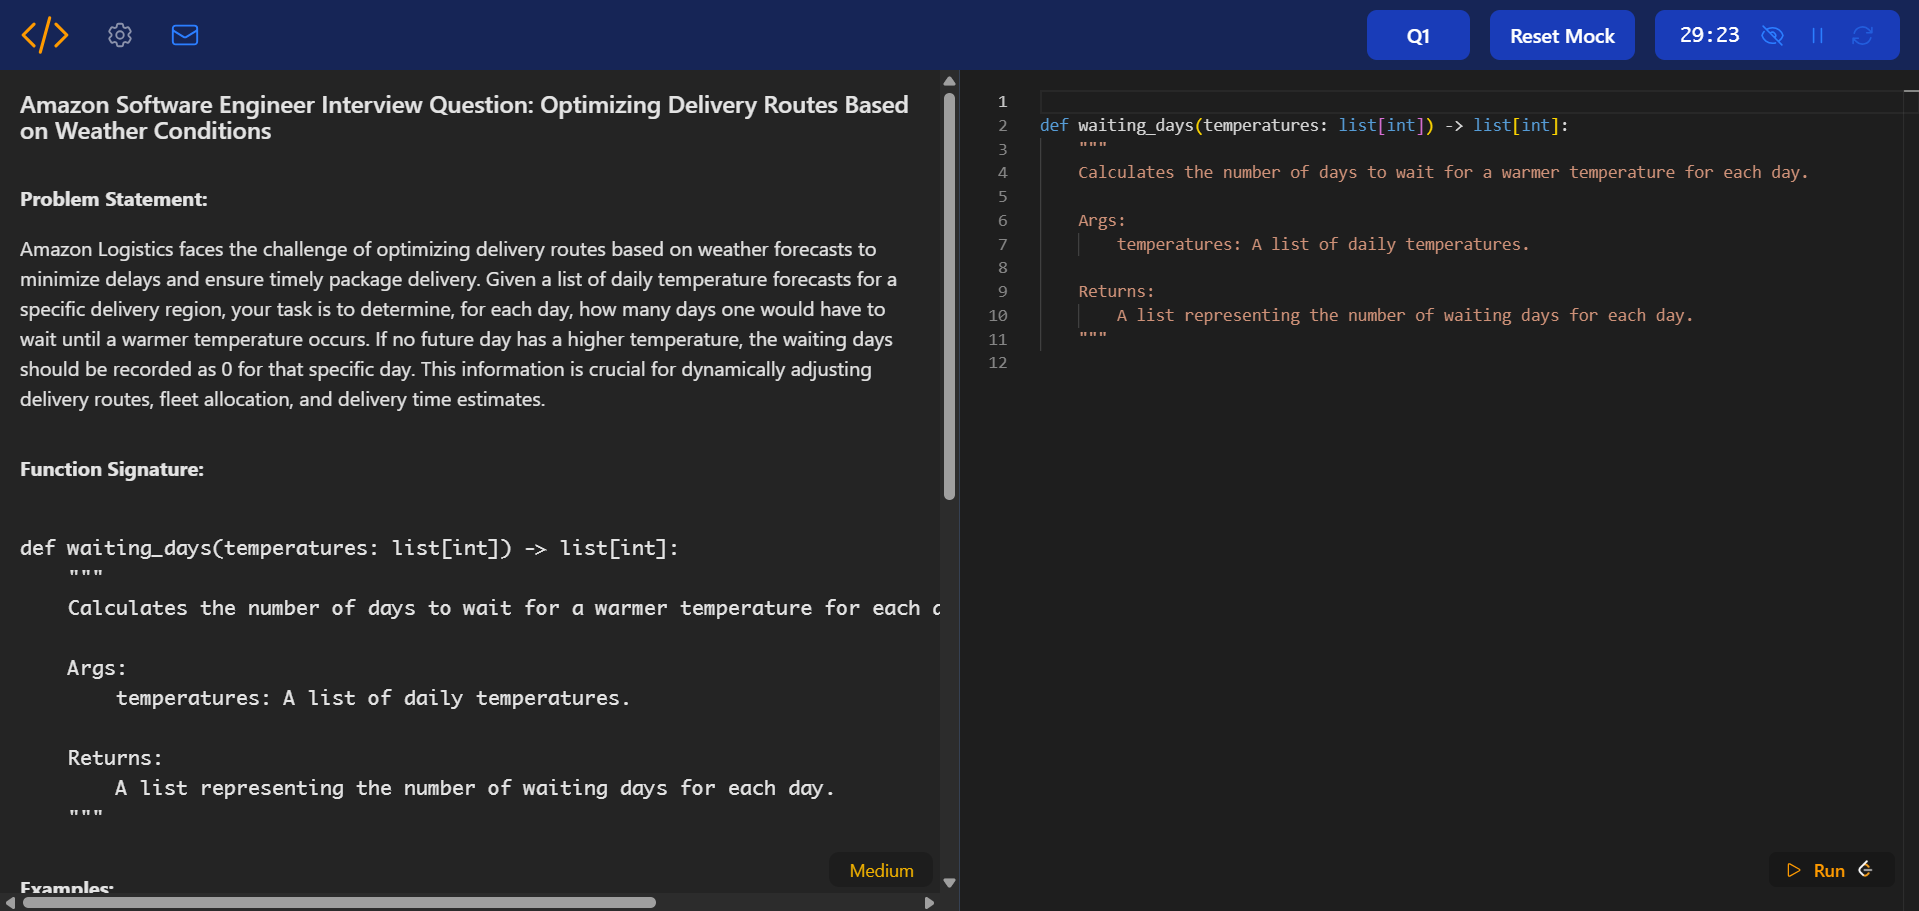 </>
Q1
Reset Mock
29:23
Amazon Software Engineer Interview Question: Optimizing Delivery Routes Based
on Weather Conditions
Problem Statement:
Amazon Logistics faces the challenge of optimizing delivery routes based on weather forecasts to
minimize delays and ensure timely package delivery. Given a list of daily temperature forecasts for a
specific delivery region, your task is to determine, for each day, how many days one would have to
wait until a warmer temperature occurs. If no future day has a higher temperature, the waiting days
should be recorded as 0 for that specific day. This information is crucial for dynamically adjusting
delivery routes, fleet allocation, and delivery time estimates.
Function Signature:
def waiting_days(temperatures: list[int]) -> list[int]:
"""
Calculates the number of days to wait for a warmer temperature for each
Args:
temperatures: A list of daily temperatures.
Returns:
A list representing the number of waiting days for each day.
"""
Examples:
Medium
1
2 def waiting_days(temperatures: list[int]) -> list[int]:
3 """
4 Calculates the number of days to wait for a warmer temperature for each day.
5
6 Args:
7 temperatures: A list of daily temperatures.
8
9 Returns:
10 A list representing the number of waiting days for each day.
11 """
12
Run